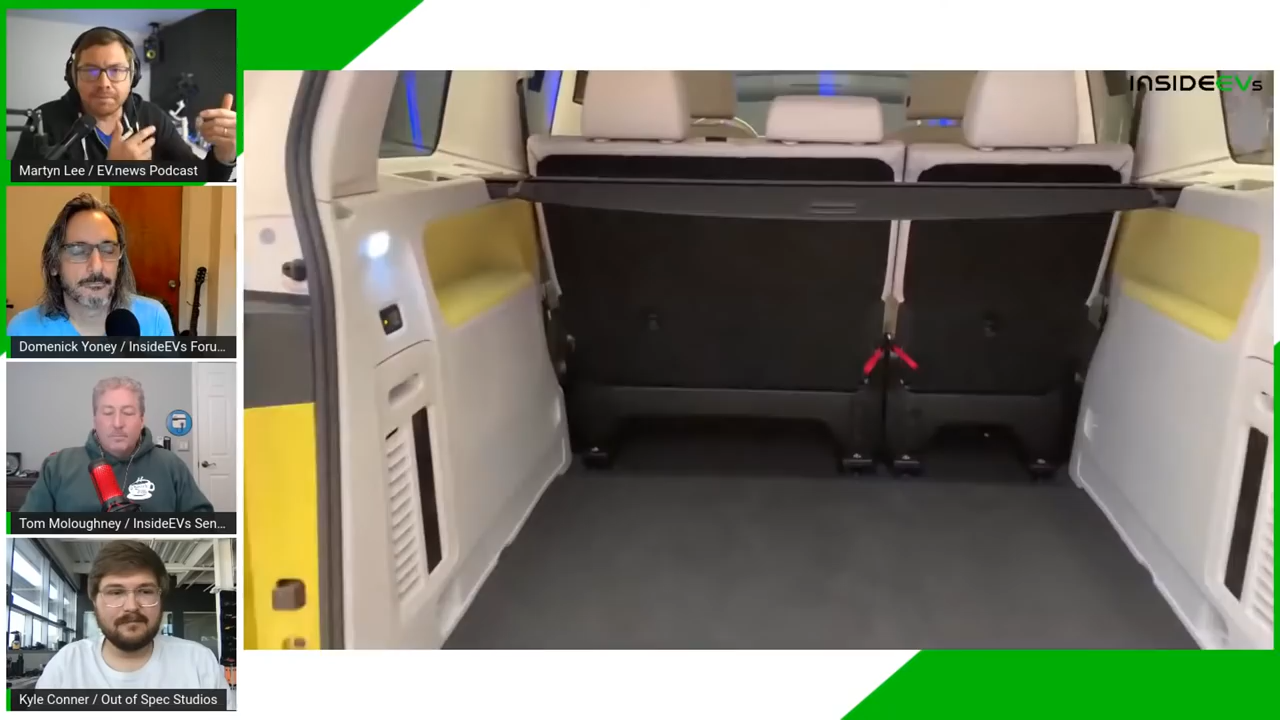 INSIDEEVs
Martyn Lee / EV.news Podcast
Domenick Yoney / InsideEVs Foru...
Tom Moloughney / InsideEVs Sen...
Kyle Conner / Out of Spec Studios